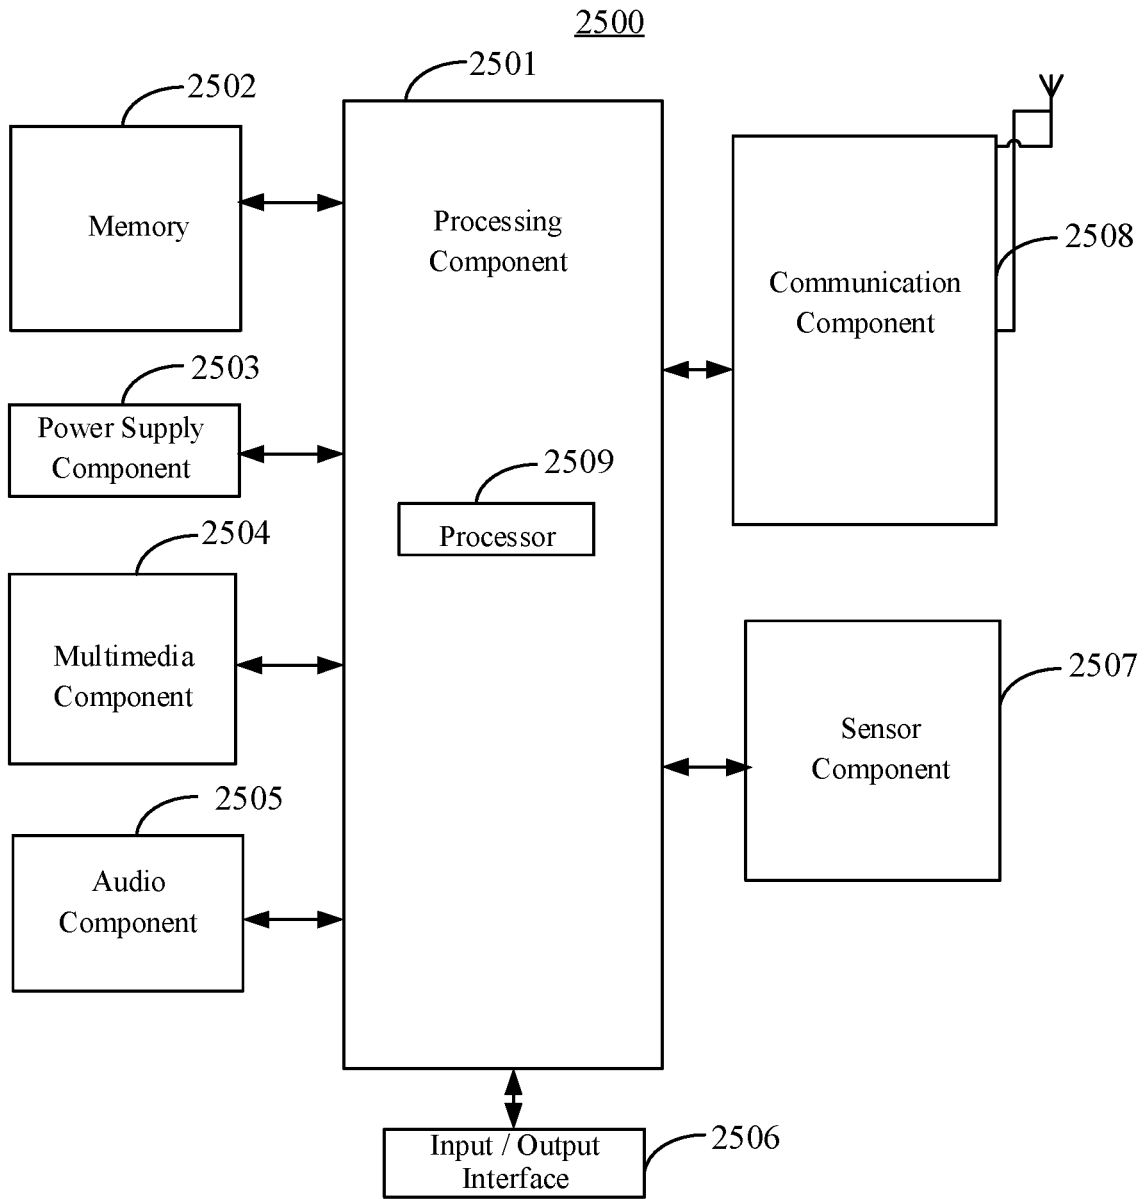 2500
2501
2502
Memory
Processing
Component
Communication
Component
2508
2503
Power Supply
Component
2509
Processor
2504
Multimedia
Component
2507
Sensor
Component
2505
Audio
Component
Input / Output
Interface
2506